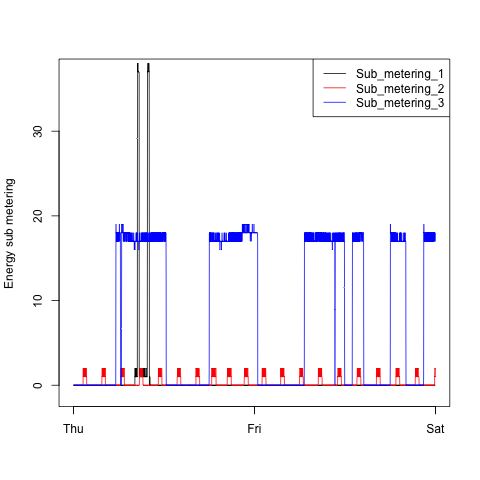 Sub_metering_1
Sub_metering_2
Sub_metering_3
Energy sub metering
30
20
10
0
Thu Fri Sat